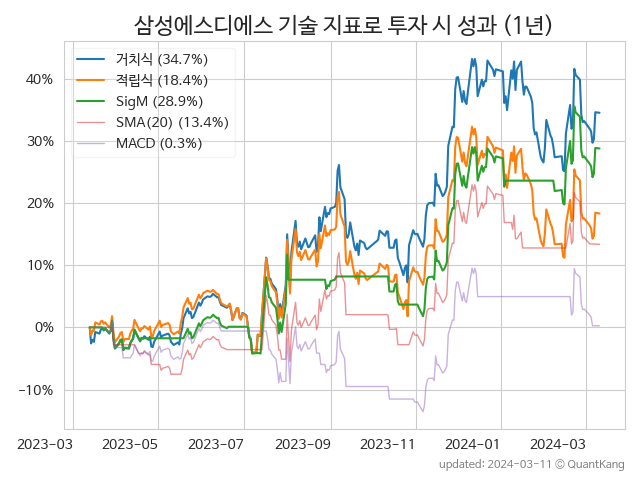 삼성에스디에스 기술 지표로 투자 시 성과 (1년)
거치식 (34.7%)
적립식 (18.4%)
SigM (28.9%)
SMA(20) (13.4%)
MACD (0.3%)
40%
30%
20%
10%
0%
−10%
2023-03 2023-05 2023-07 2023-09 2023-11 2024-01 2024-03
updated: 2024-03-11 © QuantKang